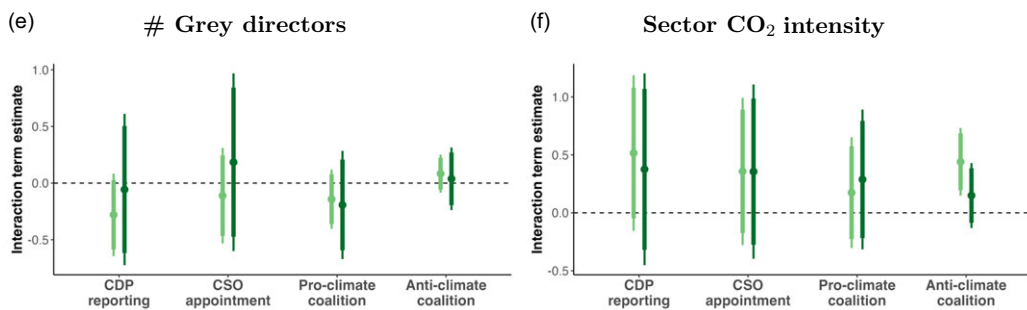 (e) # Grey directors
Interaction term estimate
1.0
0.5
0.0
-0.5
CDP reporting
CSO appointment
Pro-climate coalition
Anti-climate coalition
(f) Sector CO₂ intensity
Interaction term estimate
1.0
0.5
0.0
-0.5
CDP reporting
CSO appointment
Pro-climate coalition
Anti-climate coalition